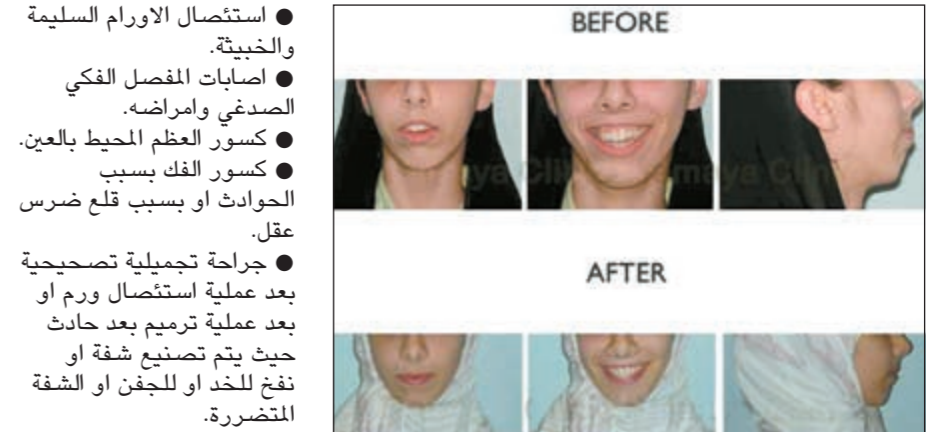 ● استئصال الاورام السليمة
والخبيثة.
● اصابات المفصل الفكي
الصدغي وامراضه.
● كسور العظم المحيط بالعين.
● كسور الفك بسبب
الحوادث او بسبب قلع ضرس
عقل.
● جراحة تجميلية تصحيحية
بعد عملية استئصال ورم او
بعد عملية ترميم بعد حادث
حيث يتم تصنيع شفة او
نفخ للخد او للجفن او الشفة
المتضررة.
BEFORE
AFTER